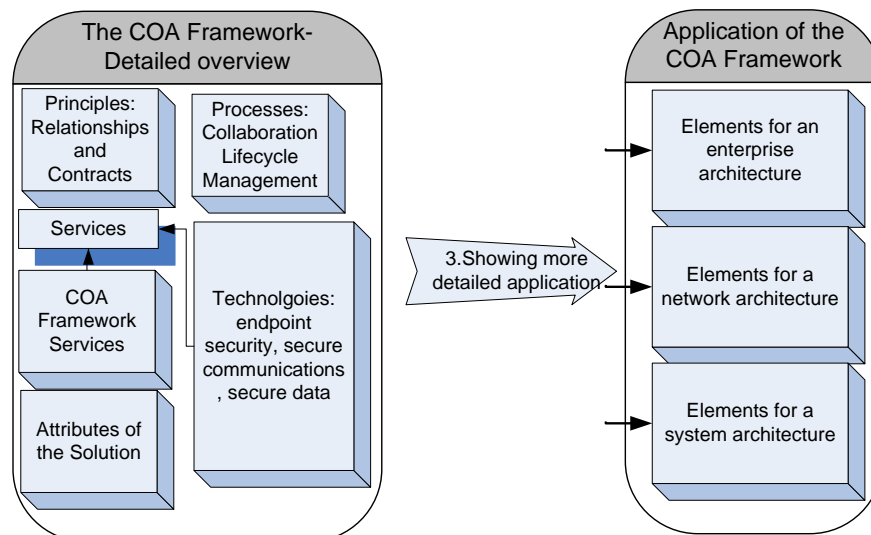 The COA Framework-
Detailed overview
Principles:
Relationships
and
Contracts
Processes:
Collaboration
Lifecycle
Management
Services
COA
Framework
Services
Technolgoies:
endpoint
security, secure
communications
, secure data
Attributes of
the Solution
3.Showing more
detailed application
Application of the
COA Framework
Elements for an
enterprise
architecture
Elements for a
network architecture
Elements for a
system architecture